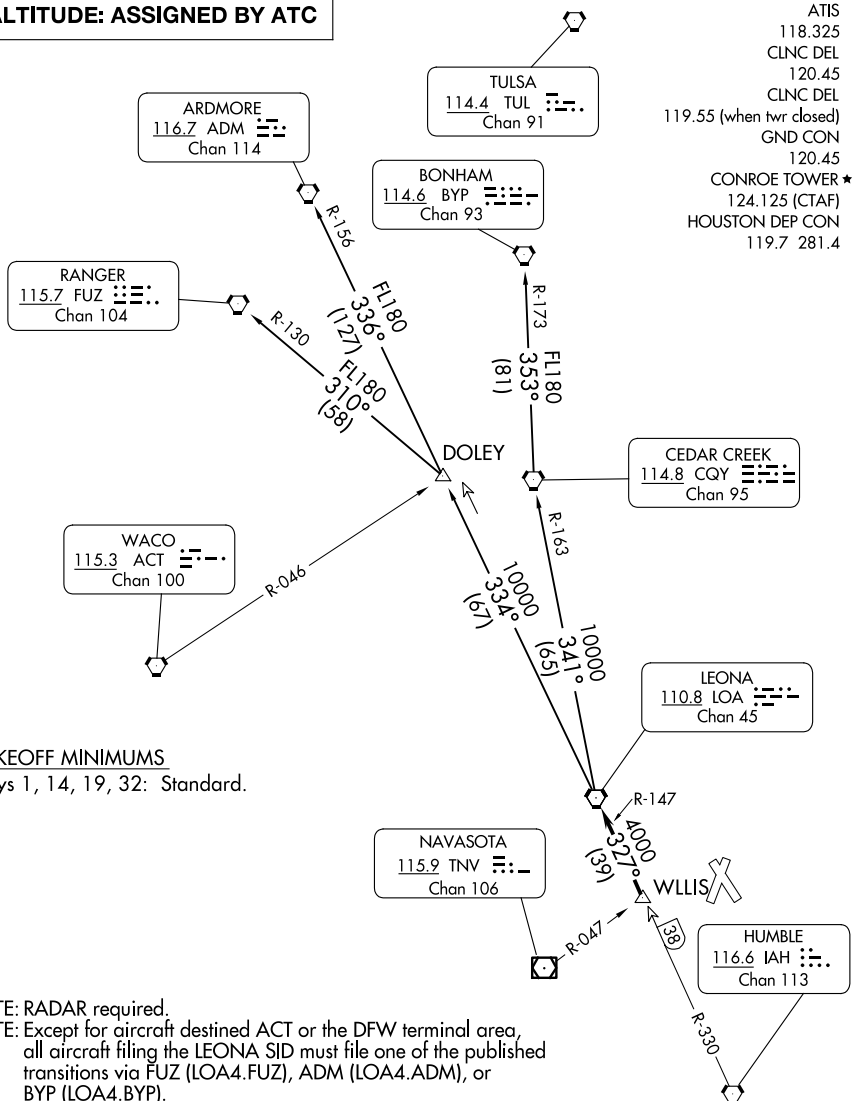 ALTITUDE: ASSIGNED BY ATC
ATIS
118.325
CLNC DEL
120.45
CLNC DEL
119.55 (when twr closed)
GND CON
120.45
CONROE TOWER ★
124.125 (CTAF)
HOUSTON DEP CON
119.7 281.4
TULSA
114.4 TUL
Chan 91
ARDMORE
116.7 ADM
Chan 114
BONHAM
114.6 BYP
Chan 93
R-156
RANGER
115.7 FUZ
Chan 104
R-130
FL180
336°
(127)
FL180
310°
(58)
R-173
FL180
353°
(81)
DOLEY
CEDAR CREEK
114.8 CQY
Chan 95
R-163
WACO
115.3 ACT
Chan 100
R-046
10000
334°
(67)
10000
341°
(65)
LEONA
110.8 LOA
Chan 45
KEOFF MINIMUMS
ys 1, 14, 19, 32: Standard.
R-147
4000
327°
(39)
NAVASOTA
115.9 TNV
Chan 106
WLLIS
R-047
38
HUMBLE
116.6 IAH
Chan 113
R-330
TE: RADAR required.
TE: Except for aircraft destined ACT or the DFW terminal area,
all aircraft filing the LEONA SID must file one of the published
transitions via FUZ (LOA4.FUZ), ADM (LOA4.ADM), or
BYP (LOA4.BYP).